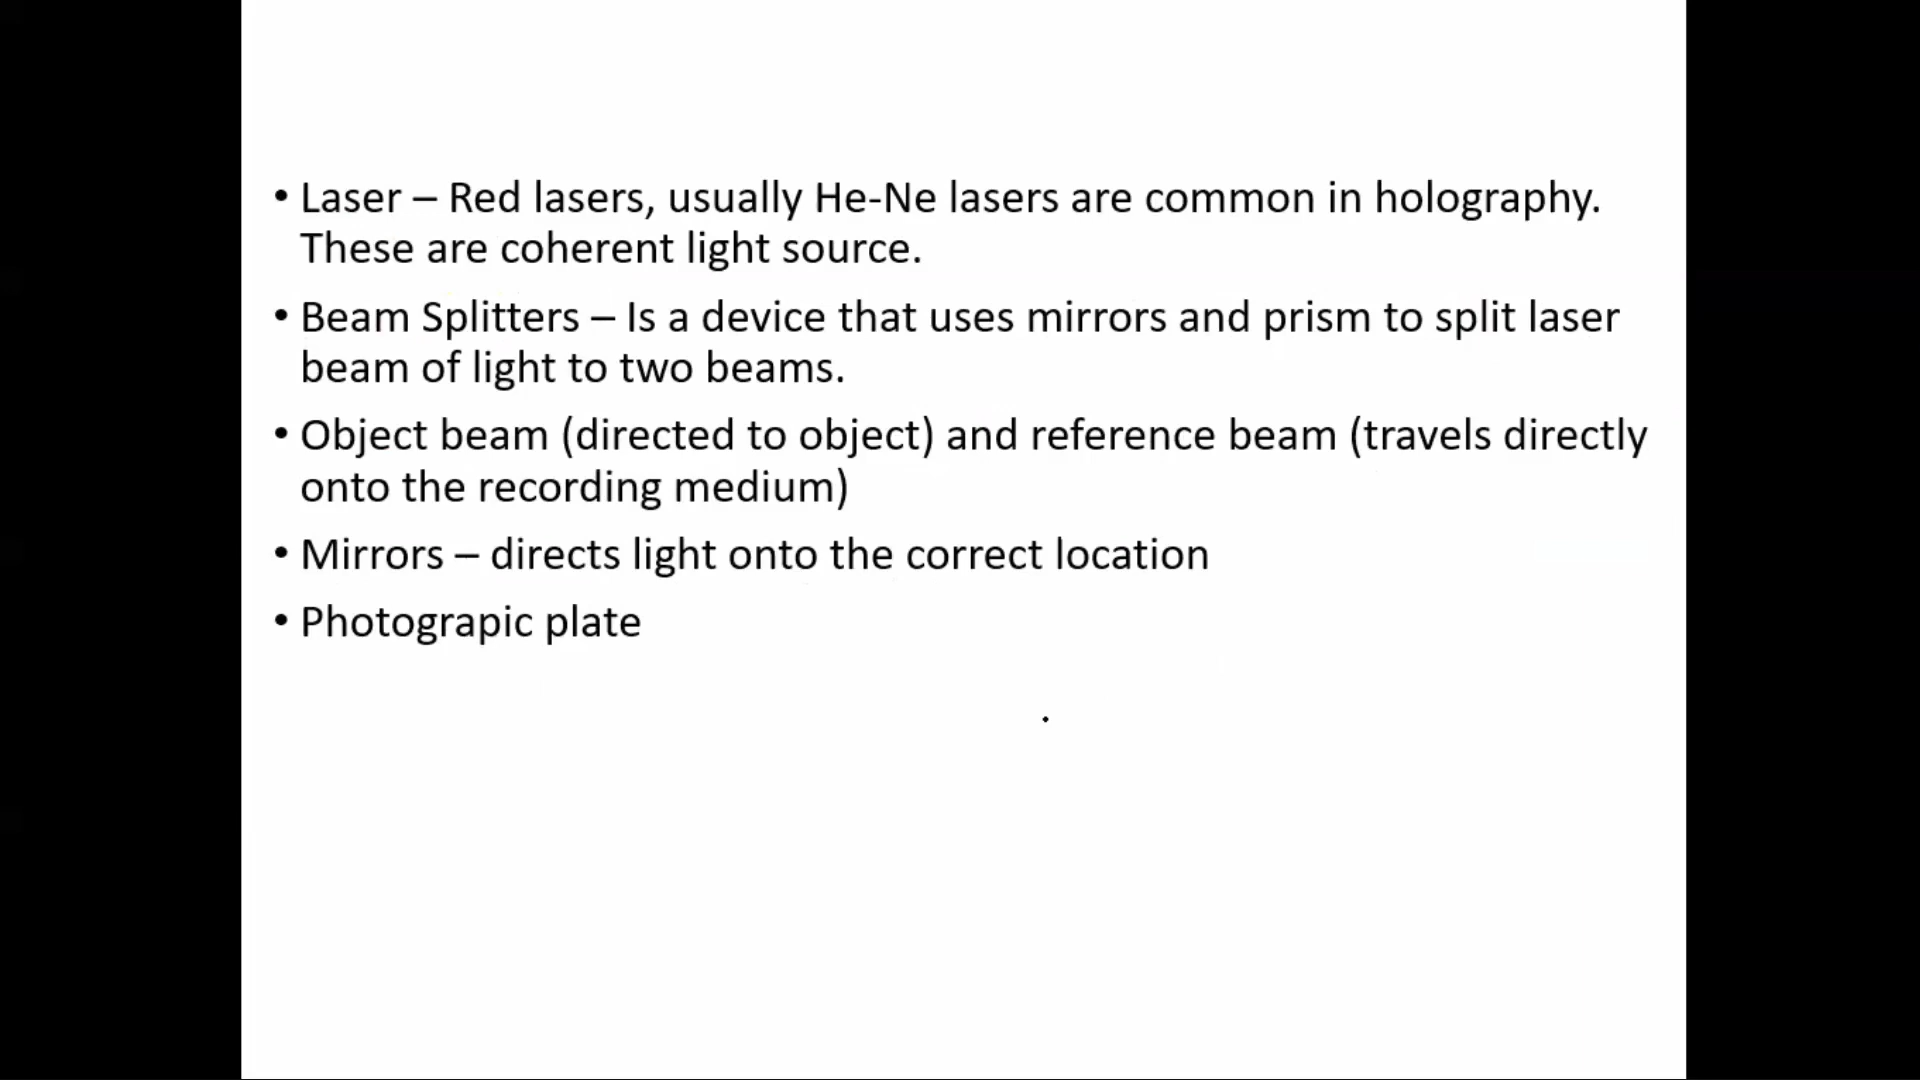 • Laser – Red lasers, usually He-Ne lasers are common in holography.
These are coherent light source.
• Beam Splitters – Is a device that uses mirrors and prism to split laser
beam of light to two beams.
• Object beam (directed to object) and reference beam (travels directly
onto the recording medium)
• Mirrors – directs light onto the correct location
• Photograpic plate